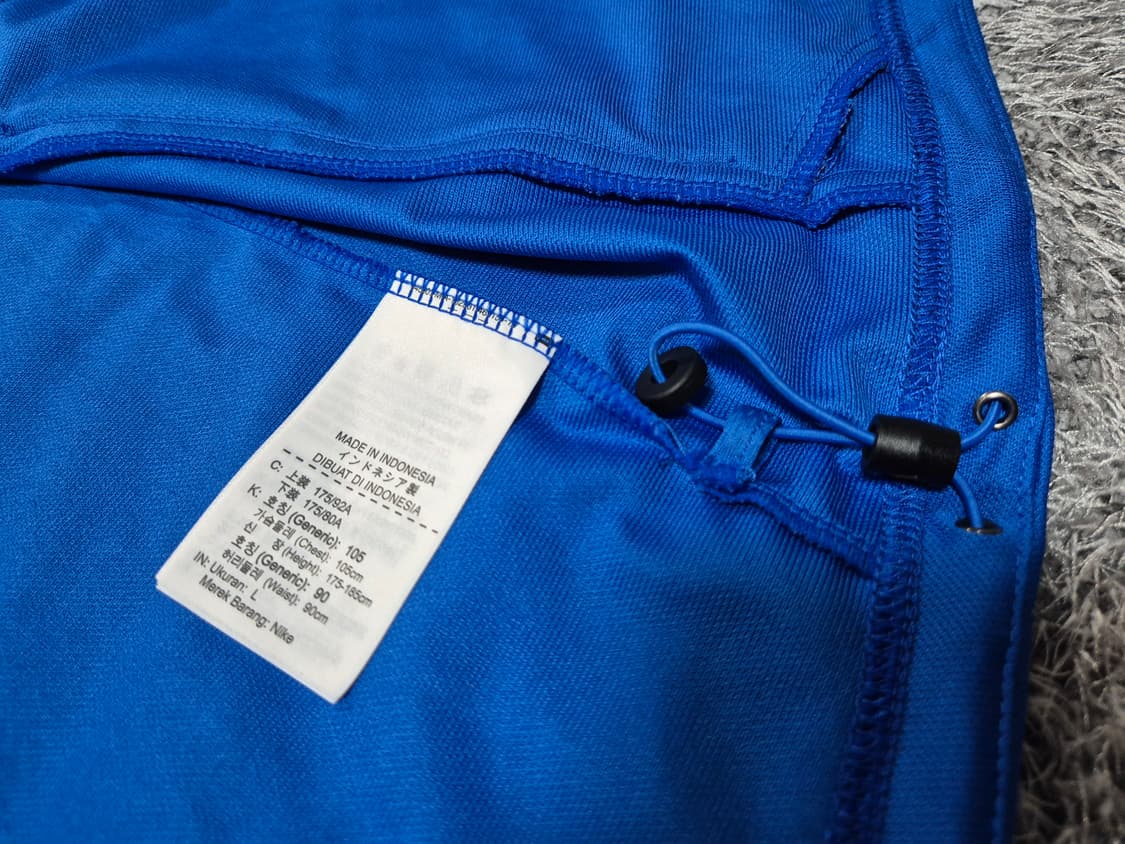 MADE IN INDONESIA
インドネシア製
DIBUAT DI INDONESIA
C: 上装 175/92A
下装 175/80A
K: 호칭 (Generic): 105
가슴둘레 (Chest): 105cm
신 장 (Height): 175-185cm
호칭 (Generic): 90
허리둘레 (Waist): 90cm
IN: Ukuran: L
Merek Barang: Nike